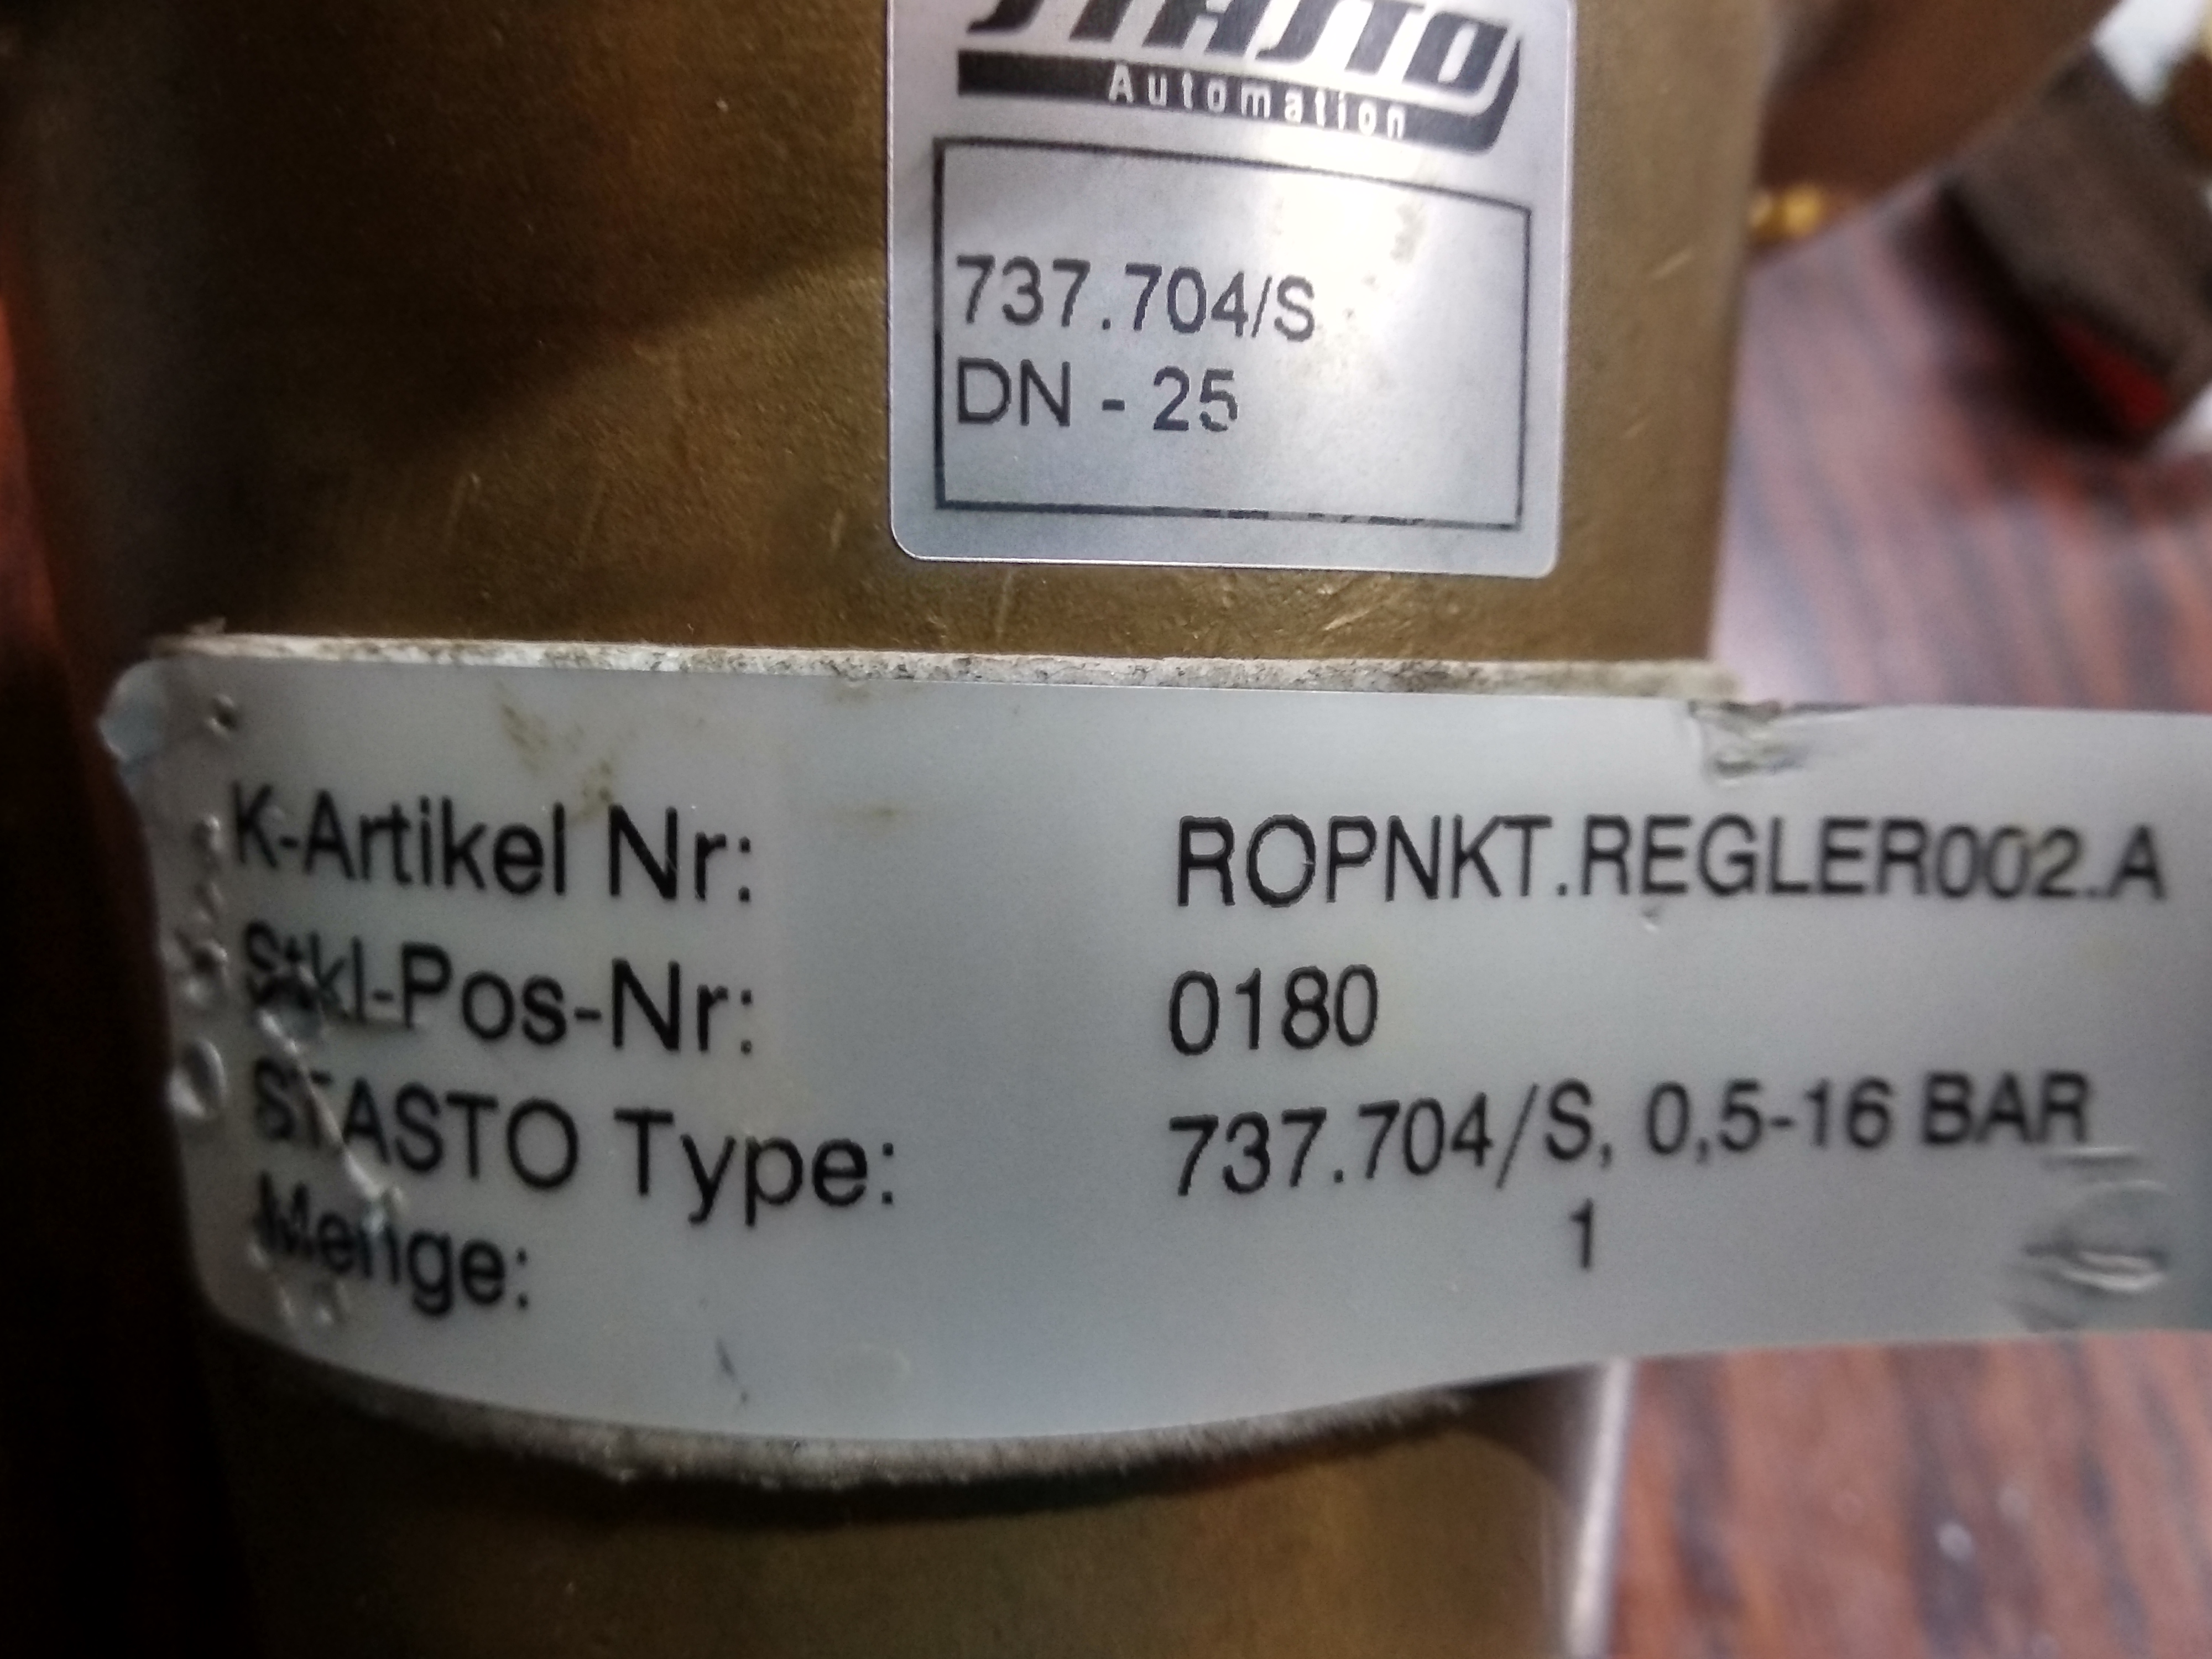 STASTO
Automation
737.704/S
DN - 25
K-Artikel Nr: ROPNKT.REGLER002.A
Stkl-Pos-Nr: 0180
STASTO Type: 737.704/S, 0,5-16 BAR
Menge: 1